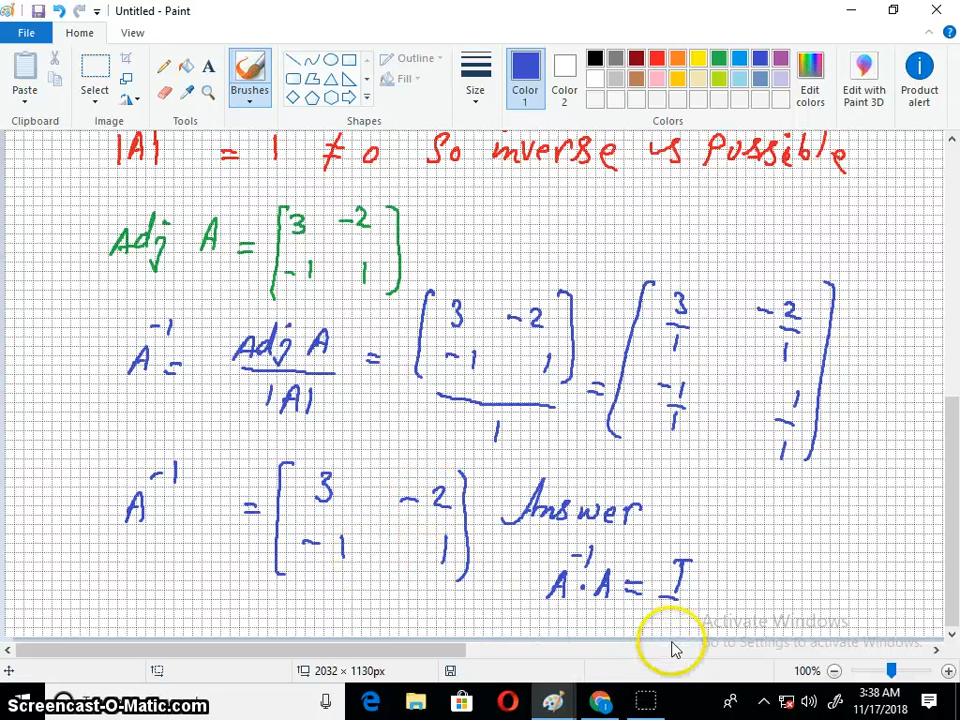 Untitled - Paint
File Home View
Paste Select Brushes Outline Fill Size Color 1 Color 2 Edit colors Edit with Paint 3D Product alert
Clipboard Image Tools Shapes Colors
|A| = 1 ≠ 0 So inverse is Possible
Adj A = [3 -2
-1 1]
A⁻¹ = Adj A / |A| = [3 -2
-1 1] / 1 = [3/1 -2/1
-1/1 1/1]
A⁻¹ = [3 -2
-1 1] Answer
A⁻¹ · A = I
Activate Windows
Go to Settings to activate Windows.
2032 × 1130px 100%
3:38 AM
11/17/2018
Screencast-O-Matic.com